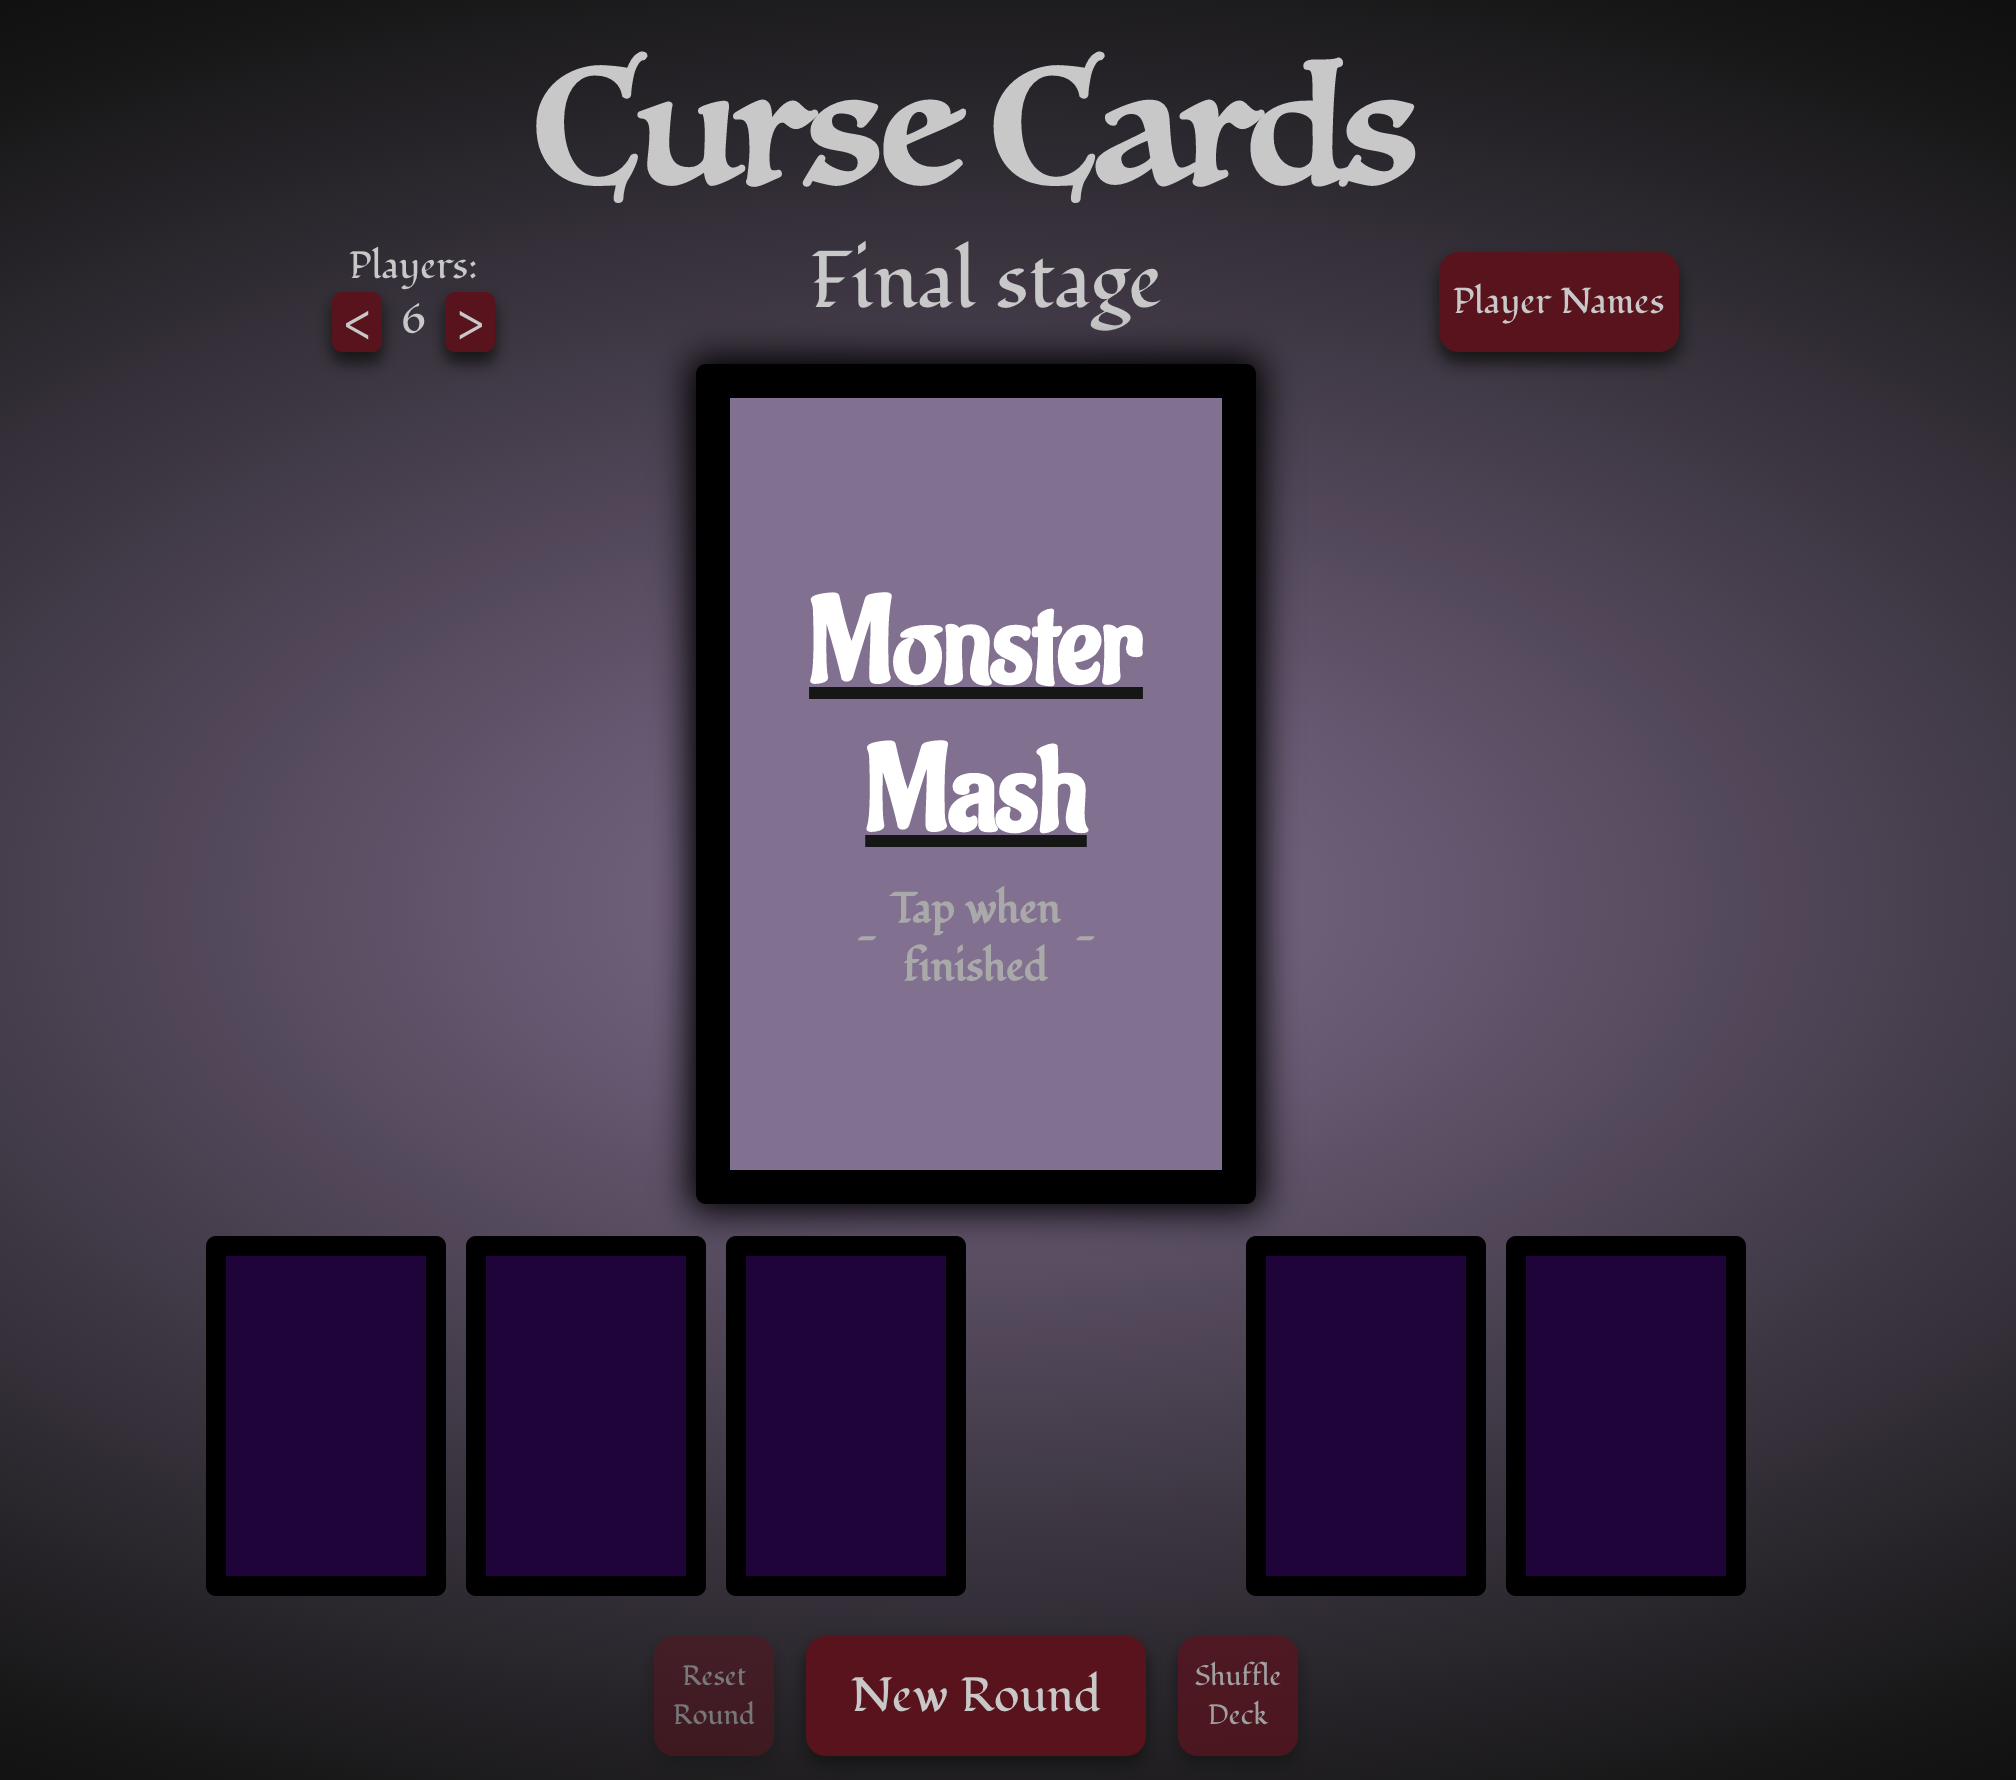 Curse Cards
Players:
< 6 >
Final stage
Player Names
Monster
Mash
- Tap when -
finished
Reset
Round
New Round
Shuffle
Deck